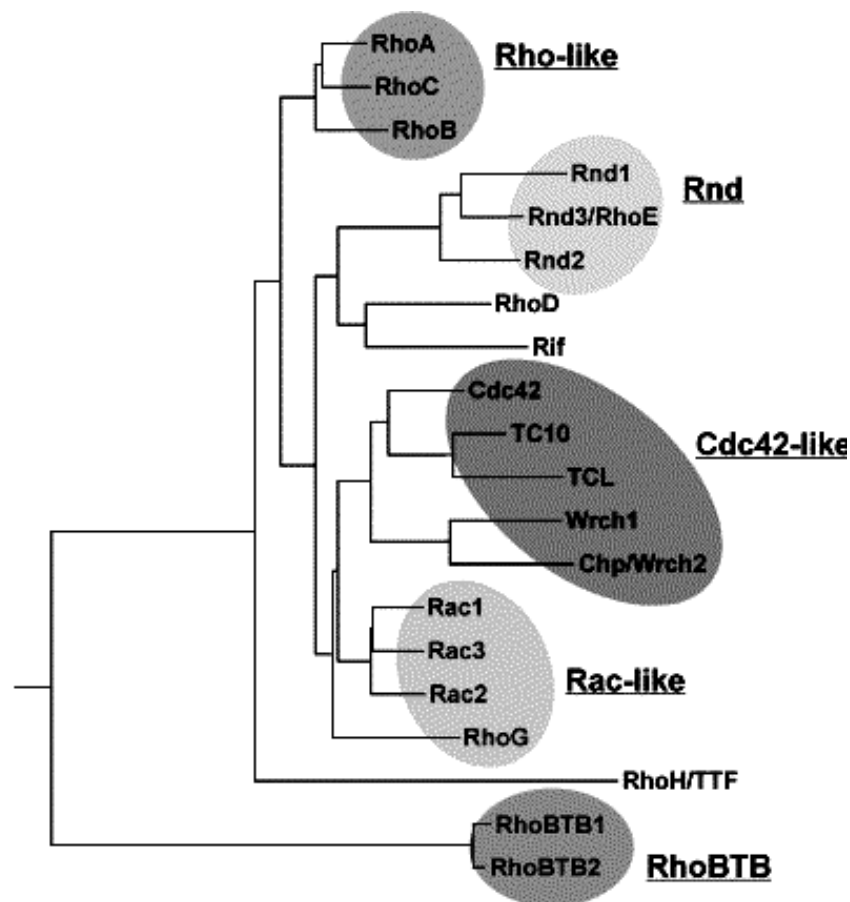 RhoA
Rho-like
RhoC
RhoB
Rnd1
Rnd
Rnd3/RhoE
Rnd2
RhoD
Rif
Cdc42
TC10
Cdc42-like
TCL
Wrch1
Chp/Wrch2
Rac1
Rac3
Rac-like
Rac2
RhoG
RhoH/TTF
RhoBTB1
RhoBTB2
RhoBTB